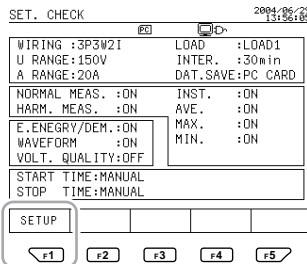 SET. CHECK 2004/06/29
13:56:05
PC
WIRING :3P3W2I LOAD :LOAD1
U RANGE:150V INTER. :30min
A RANGE:20A DAT.SAVE:PC CARD
NORMAL MEAS. :ON INST. :ON
HARM. MEAS. :ON AVE. :ON
E.ENEGRY/DEM.:ON MAX. :ON
WAVEFORM :ON MIN. :ON
VOLT. QUALITY:OFF
START TIME:MANUAL
STOP TIME:MANUAL
SETUP
F1 F2 F3 F4 F5